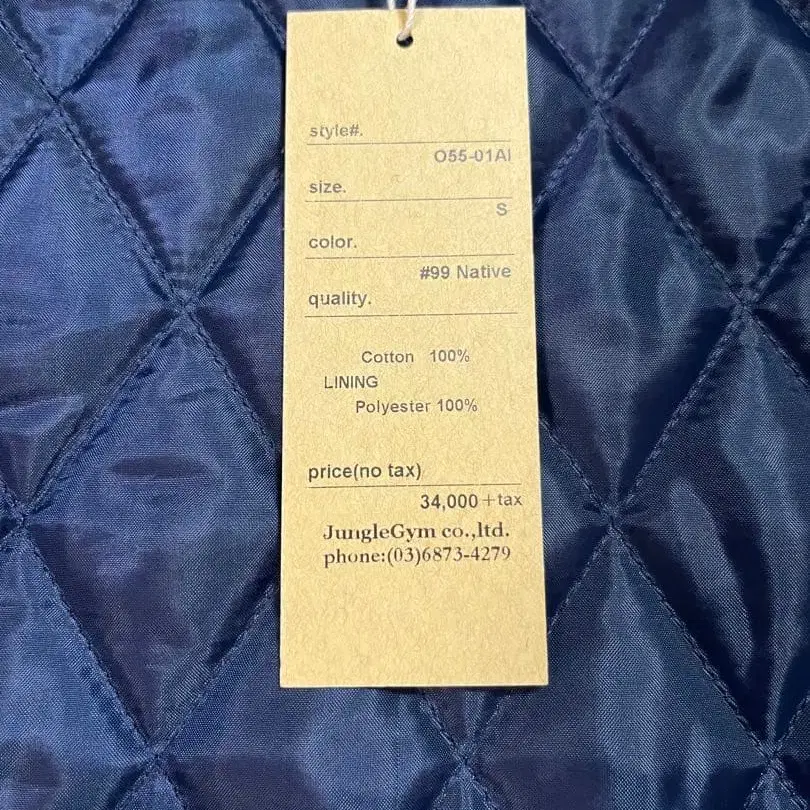 style#.
O55-01AI
size.
S
color.
#99 Native
quality.
Cotton 100%
LINING
Polyester 100%
price(no tax)
34,000+tax
JungleGym co.,ltd.
phone:(03)6873-4279